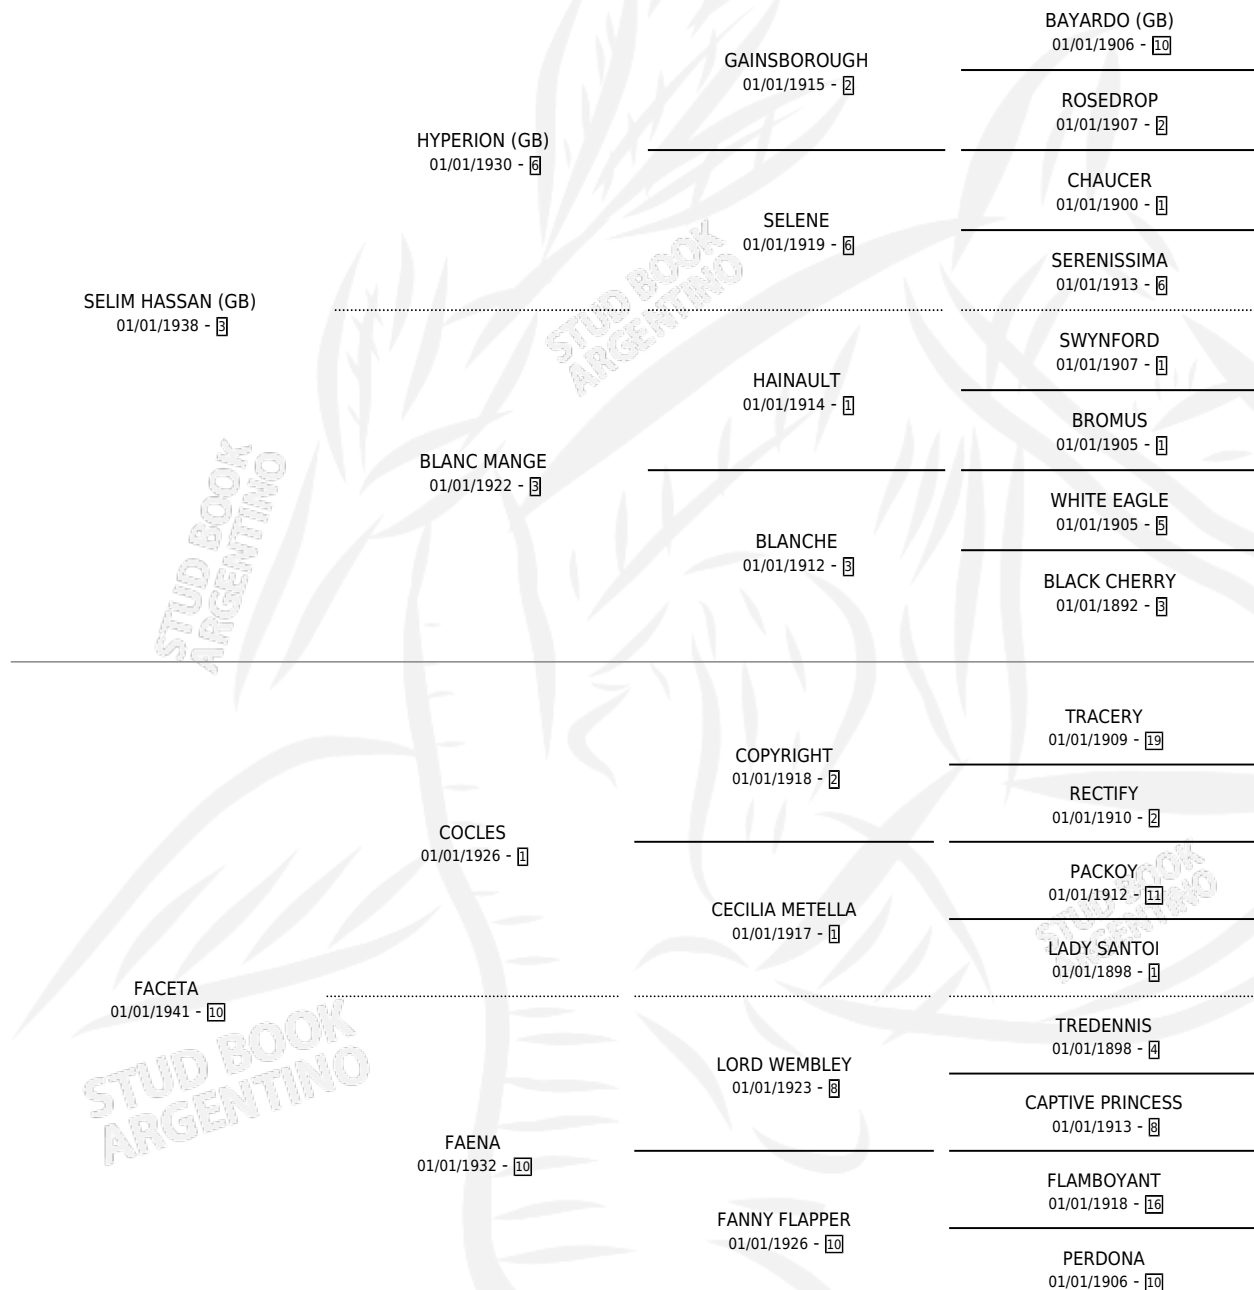 BAYARDO (GB)
01/01/1906 - 10
GAINSBOROUGH
01/01/1915 - 2
ROSEDROP
01/01/1907 - 2
HYPERION (GB)
01/01/1930 - 6
CHAUCER
01/01/1900 - 1
SELENE
01/01/1919 - 6
SERENISSIMA
01/01/1913 - 6
SELIM HASSAN (GB)
01/01/1938 - 3
SWYNFORD
01/01/1907 - 1
HAINAULT
01/01/1914 - 1
BROMUS
01/01/1905 - 1
BLANC MANGE
01/01/1922 - 3
WHITE EAGLE
01/01/1905 - 5
BLANCHE
01/01/1912 - 3
BLACK CHERRY
01/01/1892 - 3
STUD BOOK
ARGENTINO
STUD BOOK
ARGENTINO
TRACERY
01/01/1909 - 19
COPYRIGHT
01/01/1918 - 2
RECTIFY
01/01/1910 - 2
COCLES
01/01/1926 - 1
PACKOY
01/01/1912 - 11
CECILIA METELLA
01/01/1917 - 1
LADY SANTOI
01/01/1898 - 1
STUD BOOK
ARGENTINO
FACETA
01/01/1941 - 10
TREDENNIS
01/01/1898 - 4
LORD WEMBLEY
01/01/1923 - 8
CAPTIVE PRINCESS
01/01/1913 - 8
STUD BOOK
ARGENTINO
FAENA
01/01/1932 - 10
FLAMBOYANT
01/01/1918 - 16
FANNY FLAPPER
01/01/1926 - 10
PERDONA
01/01/1906 - 10